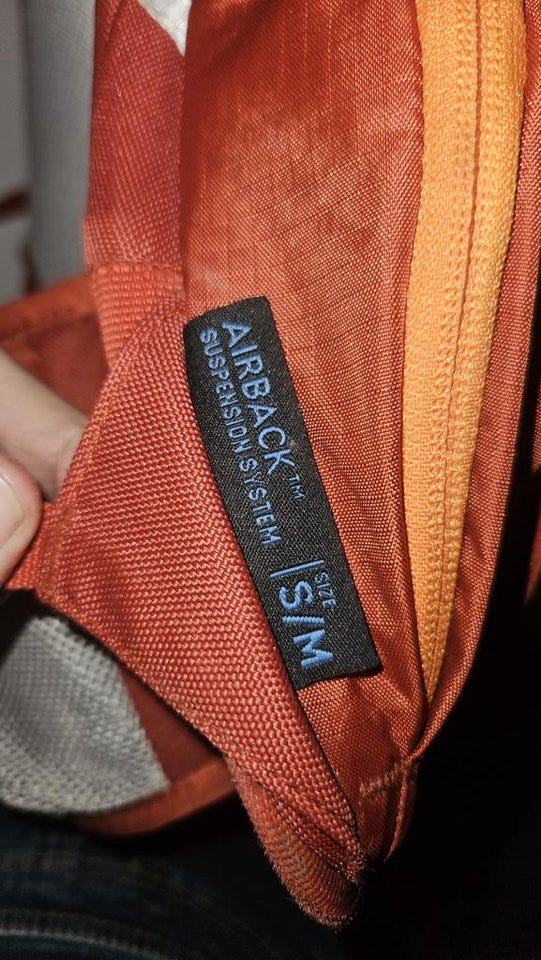 AIRBACK™
SUSPENSION SYSTEM
SIZE
S/M